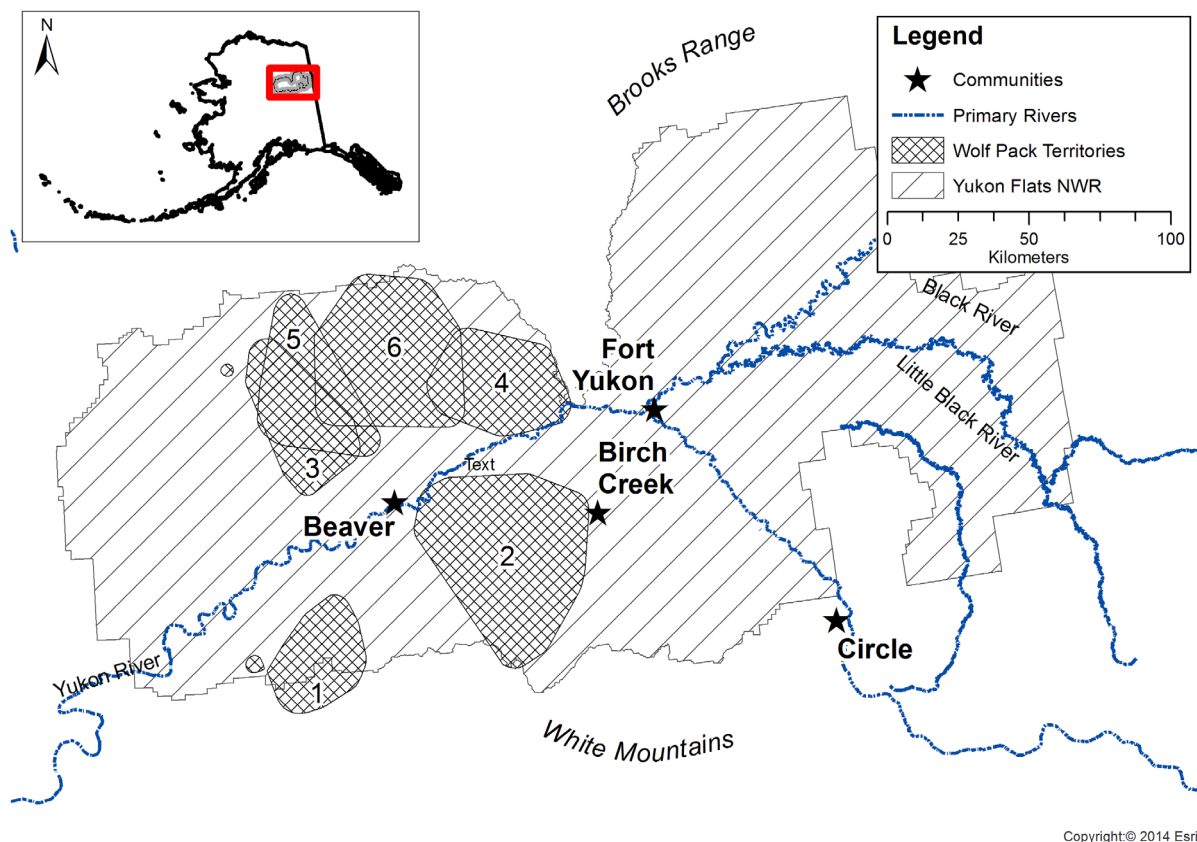 N
Brooks Range
Legend
Communities
Primary Rivers
Wolf Pack Territories
Yukon Flats NWR
0 25 50 100
Kilometers
Black River
5
6
Fort
Yukon
4
Little Black River
Birch
Creek
3
Text
Beaver
2
Circle
Yukon River
1
White Mountains
Copyright:© 2014 Esri